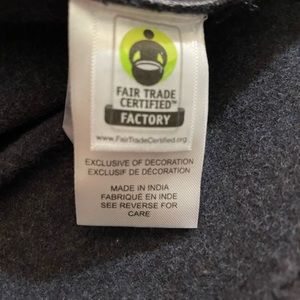 FAIR TRADE
CERTIFIED™
FACTORY
www.FairTradeCertified.org
EXCLUSIVE OF DECORATION
EXCLUSIF DE DÉCORATION
MADE IN INDIA
FABRIQUÉ EN INDE
SEE REVERSE FOR
CARE